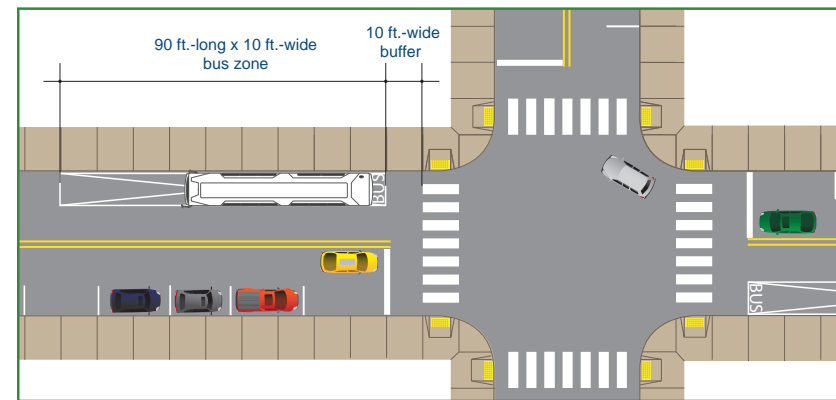 90 ft.-long x 10 ft.-wide
bus zone
10 ft.-wide
buffer
BUS
BUS